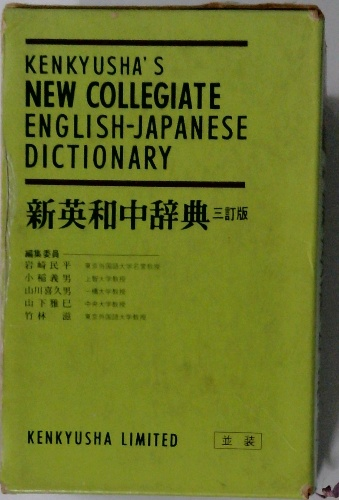 KENKYUSHA'S
NEW COLLEGIATE
ENGLISH-JAPANESE
DICTIONARY
新英和中辞典 三訂版
編集委員
岩崎民平 東京外国語大学名誉教授
小稲義男 上智大学教授
山川喜久男 一橋大学教授
山下雅巳 中央大学教授
竹林 滋 東京外国語大学教授
KENKYUSHA LIMITED 並装